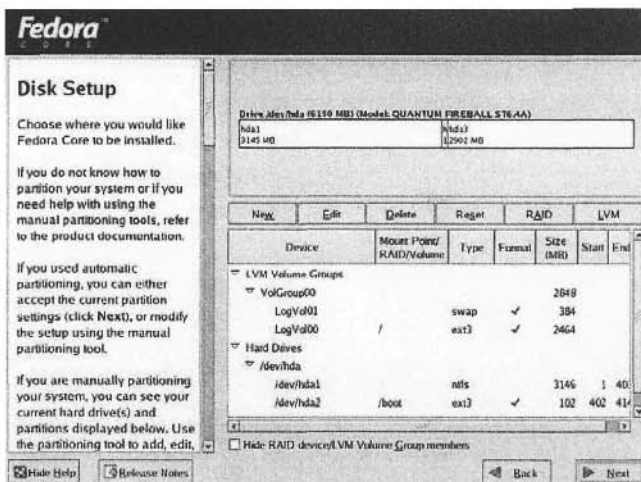 Fedora
CORE
Disk Setup
Choose where you would like
Fedora Core to be installed.
If you do not know how to
partition your system or if you
need help with using the
manual partitioning tools, refer
to the product documentation.
If you used automatic
partitioning, you can either
accept the current partition
settings (click Next), or modify
the setup using the manual
partitioning tool.
If you are manually partitioning
your system, you can see your
current hard drive(s) and
partitions displayed below. Use
the partitioning tool to add, edit,
Drive /dev/hda (6150 MB) (Model: QUANTUM FIREBALL ST6.4A)
hda1 hda3
3145 MB 2902 MB
New Edit Delete Reset RAID LVM
Device Mount Point/ RAID/Volume Type Format Size (MB) Start End
LVM Volume Groups
VolGroup00 2848
LogVol01 swap ✓ 384
LogVol00 / ext3 ✓ 2464
Hard Drives
/dev/hda
/dev/hda1 ntfs 3146 1
/dev/hda2 /boot ext3 ✓ 102 402
Hide RAID device/LVM Volume Group members
Hide Help Release Notes Back Next